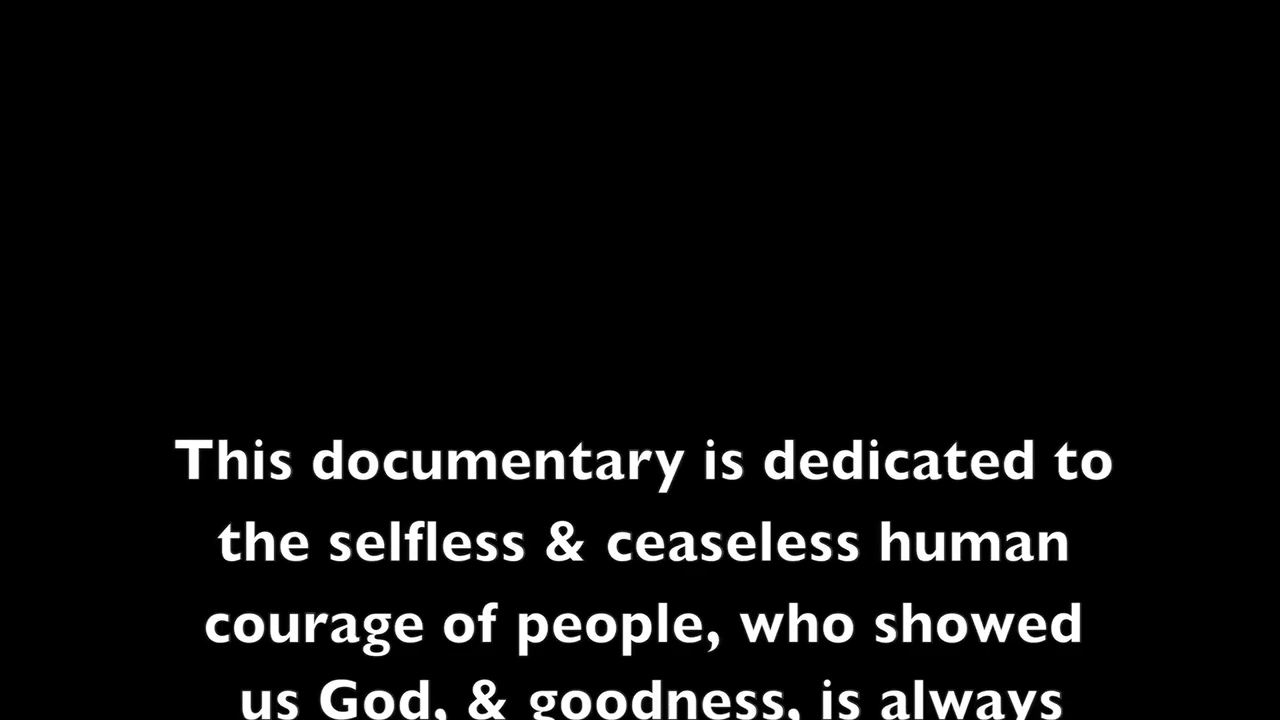 This documentary is dedicated to
the selfless & ceaseless human
courage of people, who showed
us God, & goodness, is always